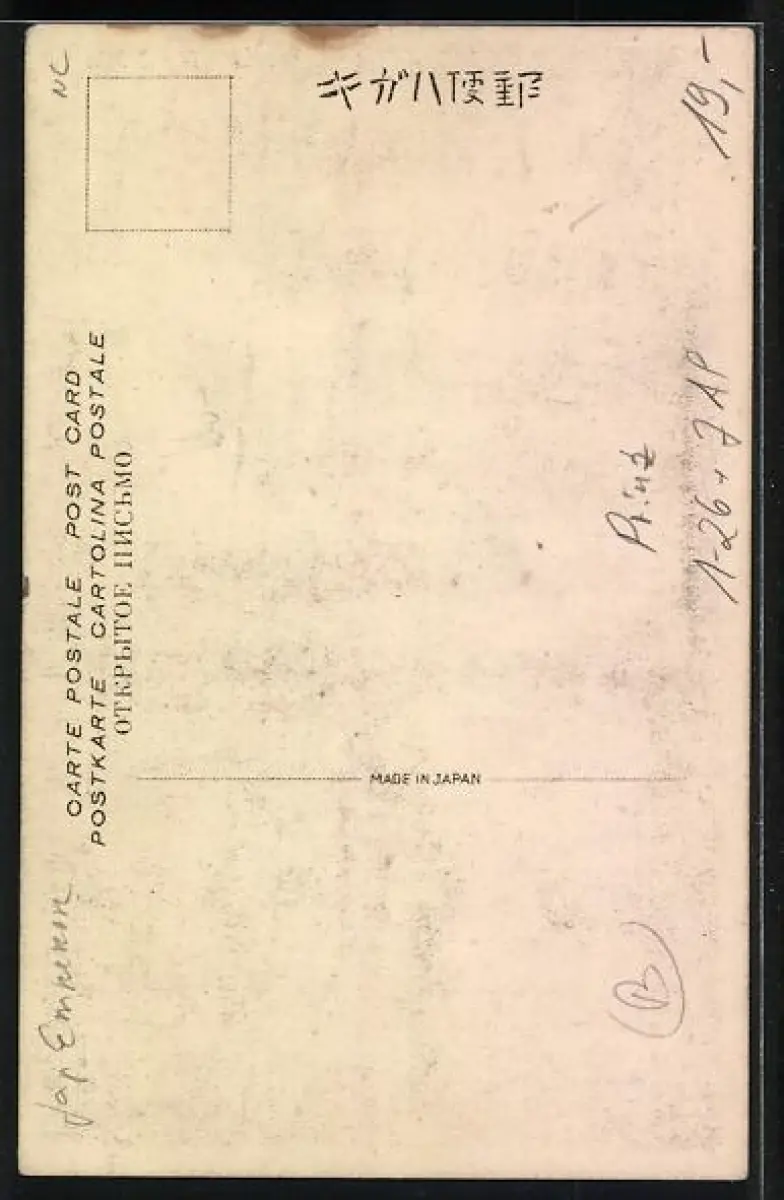 郵便ハガキ
NC
19,-
CARTE POSTALE POST CARD
POSTKARTE CARTOLINA POSTALE
ОТКРЫТОЕ ПИСЬМО
Prinz
MADE IN JAPAN
B
Jap.